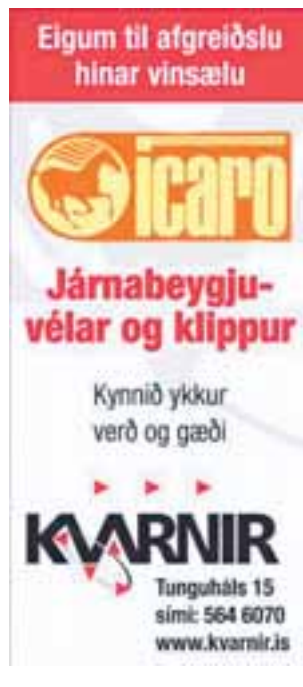 Eigum til afgreiðslu
hinar vinsælu
icaro
Járnabeygju-
vélar og klippur
Kynnið ykkur
verð og gæði
KVARNIR
Tunguháls 15
sími: 564 6070
www.kvarnir.is